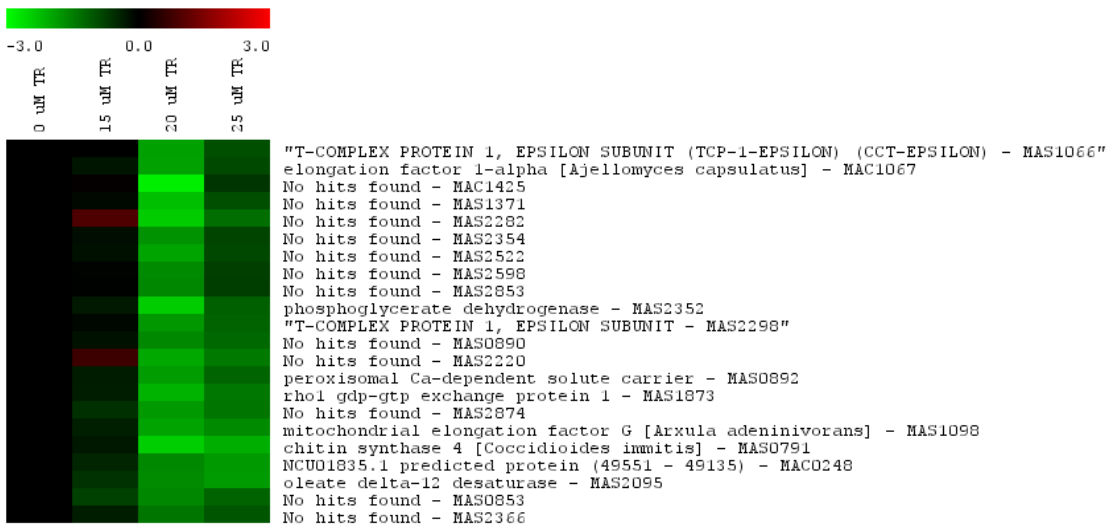 -3.0 0.0 3.0
0 uM TR 15 uM TR 20 uM TR 25 uM TR
"T-COMPLEX PROTEIN 1, EPSILON SUBUNIT (TCP-1-EPSILON) (CCT-EPSILON) - MAS1066"
elongation factor 1-alpha [Ajellomyces capsulatus] - MAC1067
No hits found - MAC1425
No hits found - MAS1371
No hits found - MAS2282
No hits found - MAS2354
No hits found - MAS2522
No hits found - MAS2598
No hits found - MAS2853
phosphoglycerate dehydrogenase - MAS2352
"T-COMPLEX PROTEIN 1, EPSILON SUBUNIT - MAS2298"
No hits found - MAS0890
No hits found - MAS2220
peroxisomal Ca-dependent solute carrier - MAS0892
rho1 gdp-gtp exchange protein 1 - MAS1873
No hits found - MAS2874
mitochondrial elongation factor G [Arxula adeninivorans] - MAS1098
chitin synthase 4 [Coccidioides immitis] - MAS0791
NCU01835.1 predicted protein (49551 - 49135) - MAC0248
oleate delta-12 desaturase - MAS2095
No hits found - MAS0853
No hits found - MAS2366